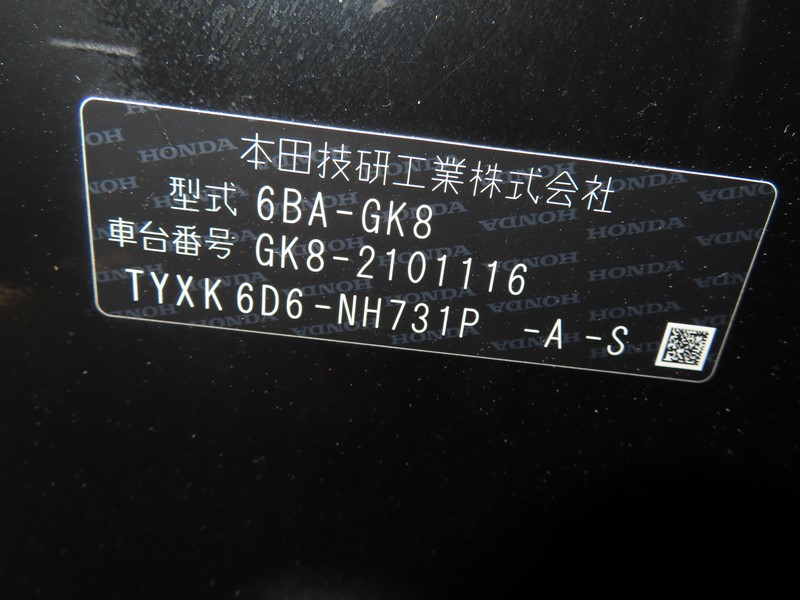 本田技研工業株式会社
型式 6BA-GK8
車台番号 GK8-2101116
TYXK6D6-NH731P -A-S